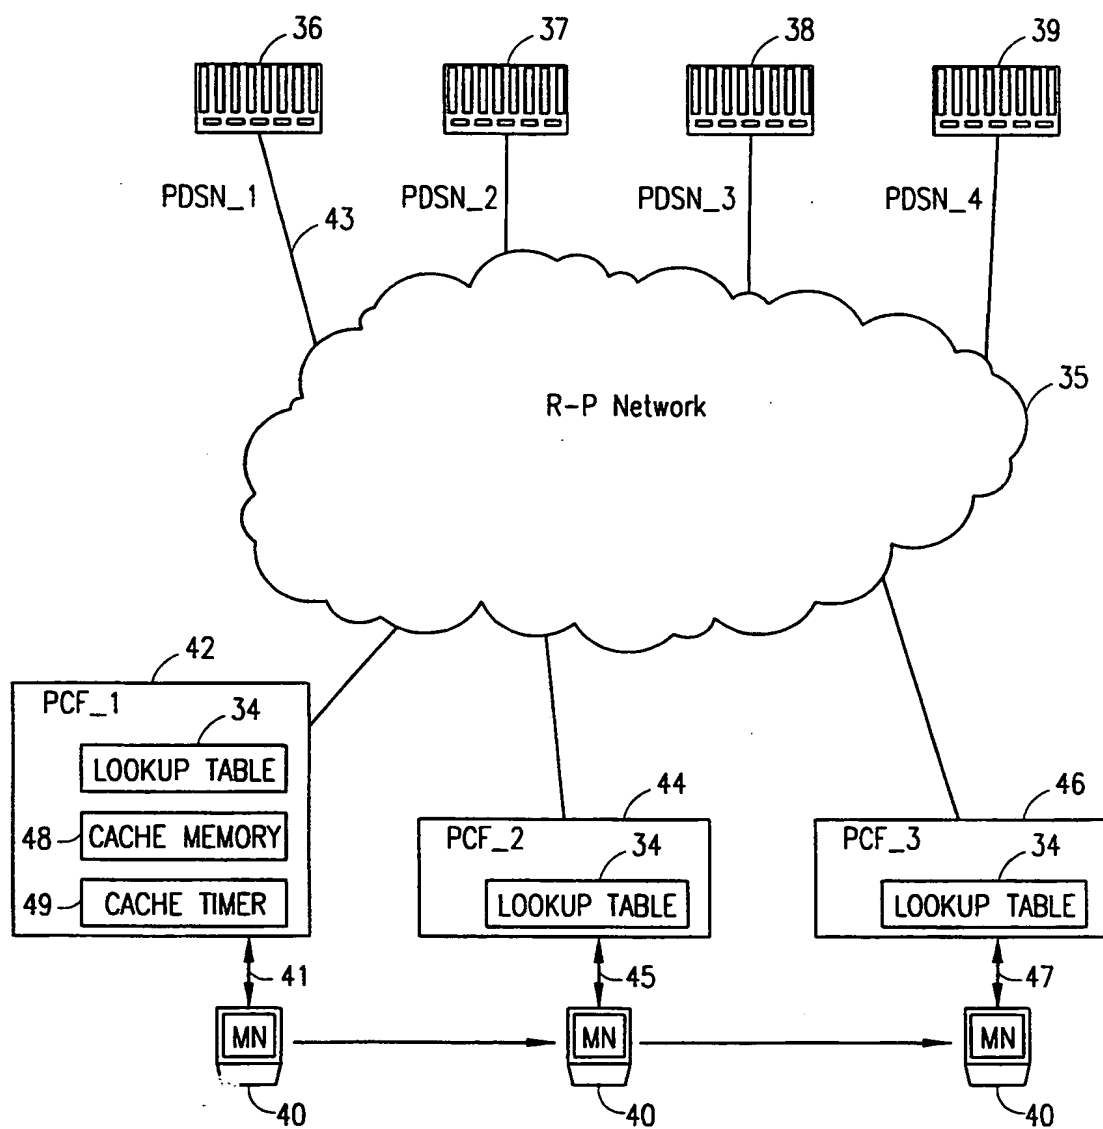 36
37
38
39
PDSN_1
PDSN_2
PDSN_3
PDSN_4
43
R-P Network
35
42
PCF_1
34
LOOKUP TABLE
48
CACHE MEMORY
49
CACHE TIMER
44
PCF_2
34
LOOKUP TABLE
46
PCF_3
34
LOOKUP TABLE
41
45
47
MN
MN
MN
40
40
40